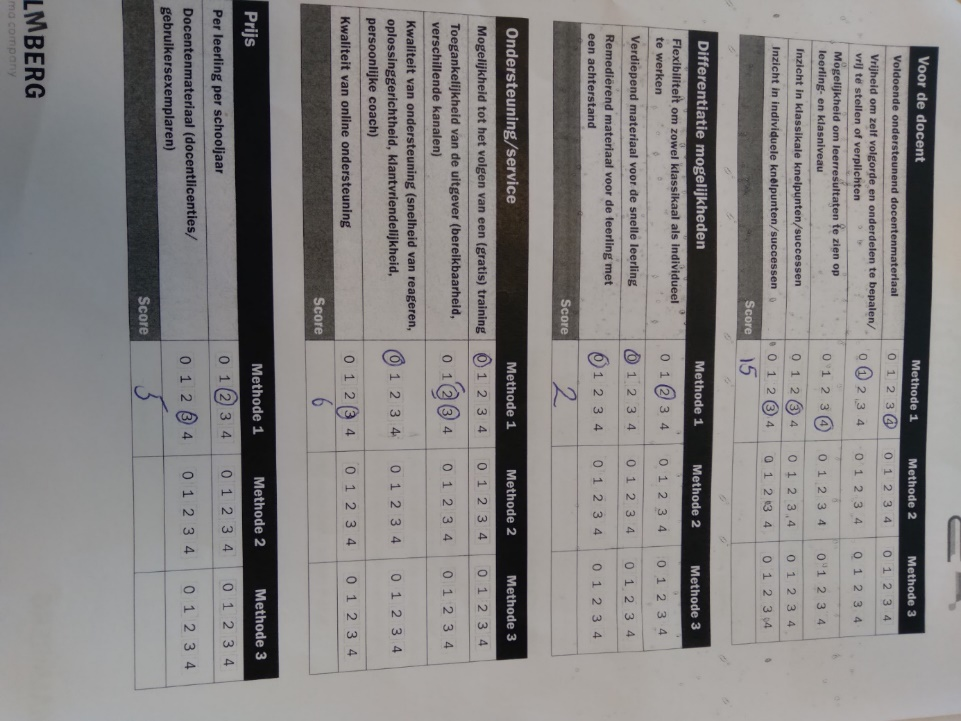 Voor de docent Methode 1 Methode 2 Methode 3
Voldoende ondersteunend docentenmateriaal 0 1 2 3 4 0 1 2 3 4 0 1 2 3 4
Vrijheid om zelf volgorde en onderdelen te bepalen/
vrij te stellen of verplichten 0 1 2 3 4 0 1 2 3 4 0 1 2 3 4
Mogelijkheid om leerresultaten te zien op
leerling- en klasniveau 0 1 2 3 4 0 1 2 3 4 0 1 2 3 4
Inzicht in klassikale knelpunten/successen 0 1 2 3 4 0 1 2 3 4 0 1 2 3 4
Inzicht in individuele knelpunten/successen 0 1 2 3 4 0 1 2 3 4 0 1 2 3 4
Score 15
Differentiatie mogelijkheden Methode 1 Methode 2 Methode 3
Flexibiliteit om zowel klassikaal als individueel
te werken 0 1 2 3 4 0 1 2 3 4 0 1 2 3 4
Verdiepend materiaal voor de snelle leerling 0 1 2 3 4 0 1 2 3 4 0 1 2 3 4
Remediërend materiaal voor de leerling met
een achterstand 0 1 2 3 4 0 1 2 3 4 0 1 2 3 4
Score 2
Ondersteuning/service Methode 1 Methode 2 Methode 3
Mogelijkheid tot het volgen van een (gratis) training 0 1 2 3 4 0 1 2 3 4 0 1 2 3 4
Toegankelijkheid van de uitgever (bereikbaarheid,
verschillende kanalen) 0 1 2 3 4 0 1 2 3 4 0 1 2 3 4
Kwaliteit van ondersteuning (snelheid van reageren,
oplossinggerichtheid, klantvriendelijkheid,
persoonlijke coach) 0 1 2 3 4 0 1 2 3 4 0 1 2 3 4
Kwaliteit van online ondersteuning 0 1 2 3 4 0 1 2 3 4 0 1 2 3 4
Score 6
Prijs Methode 1 Methode 2 Methode 3
Per leerling per schooljaar 0 1 2 3 4 0 1 2 3 4 0 1 2 3 4
Docentenmateriaal (docentlicenties/
gebruikersexemplaren) 0 1 2 3 4 0 1 2 3 4 0 1 2 3 4
Score 5
LMBERG
ma company